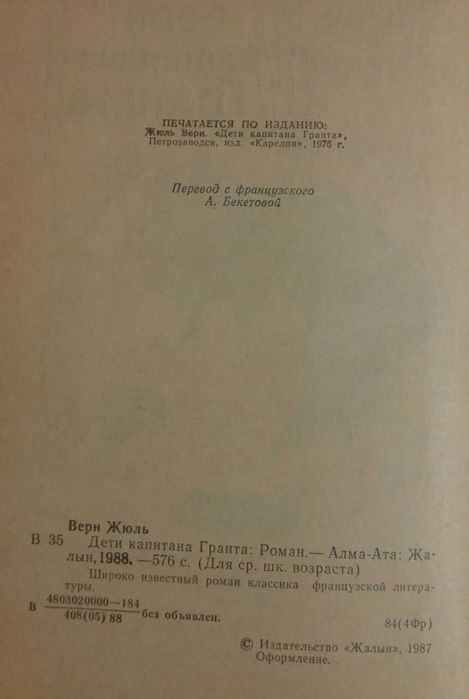 ПЕЧАТАЕТСЯ ПО ИЗДАНИЮ:
Жюль Верн. «Дети капитана Гранта»,
Петрозаводск, изд. «Карелия», 1976 г.
Перевод с французского
А. Бекетовой
Верн Жюль
В 35 Дети капитана Гранта: Роман.— Алма-Ата: Жа-
лын, 1988. —576 с. (Для ср. шк. возраста)
Широко известный роман классика французской литера-
туры.
4803020000—184
В без объявлен.
408(05)88
84(4Фр)
© Издательство «Жалын», 1987
Оформление.